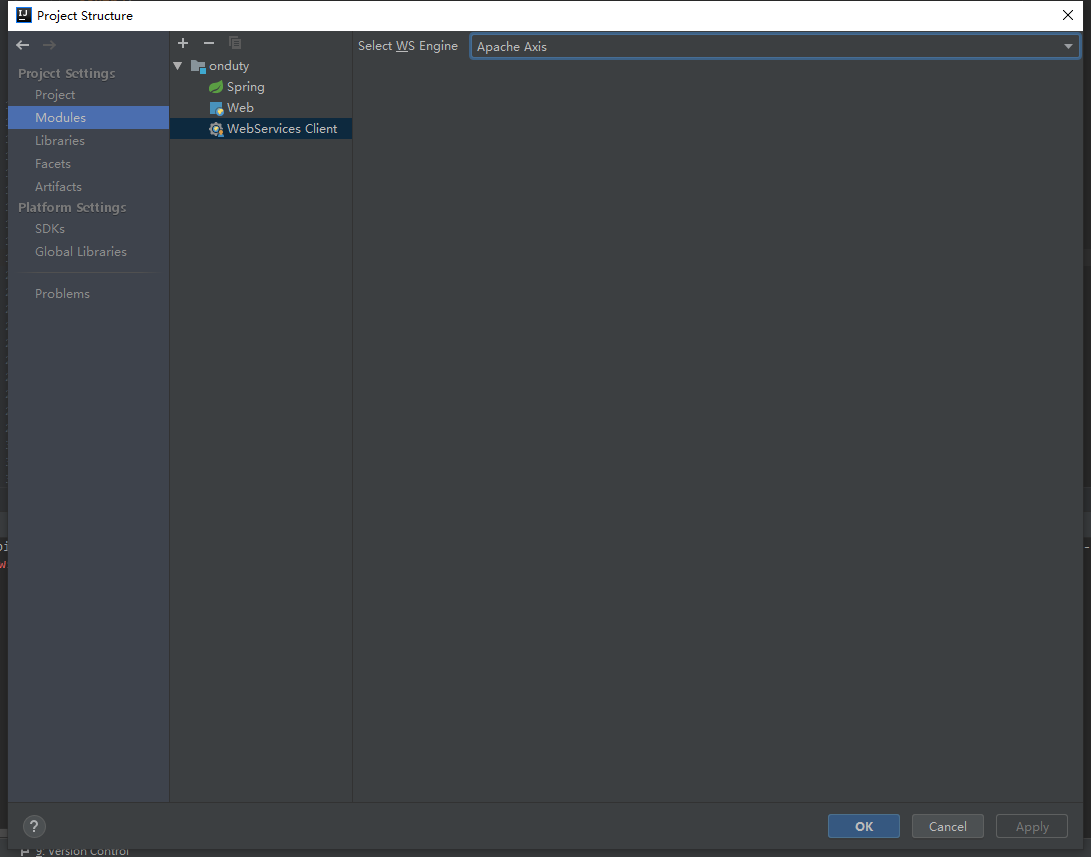 Project Structure
Project Settings
Project
Modules
Libraries
Facets
Artifacts
Platform Settings
SDKs
Global Libraries
Problems
onduty
Spring
Web
WebServices Client
Select WS Engine
Apache Axis
?
OK
Cancel
Apply
9: Version Control